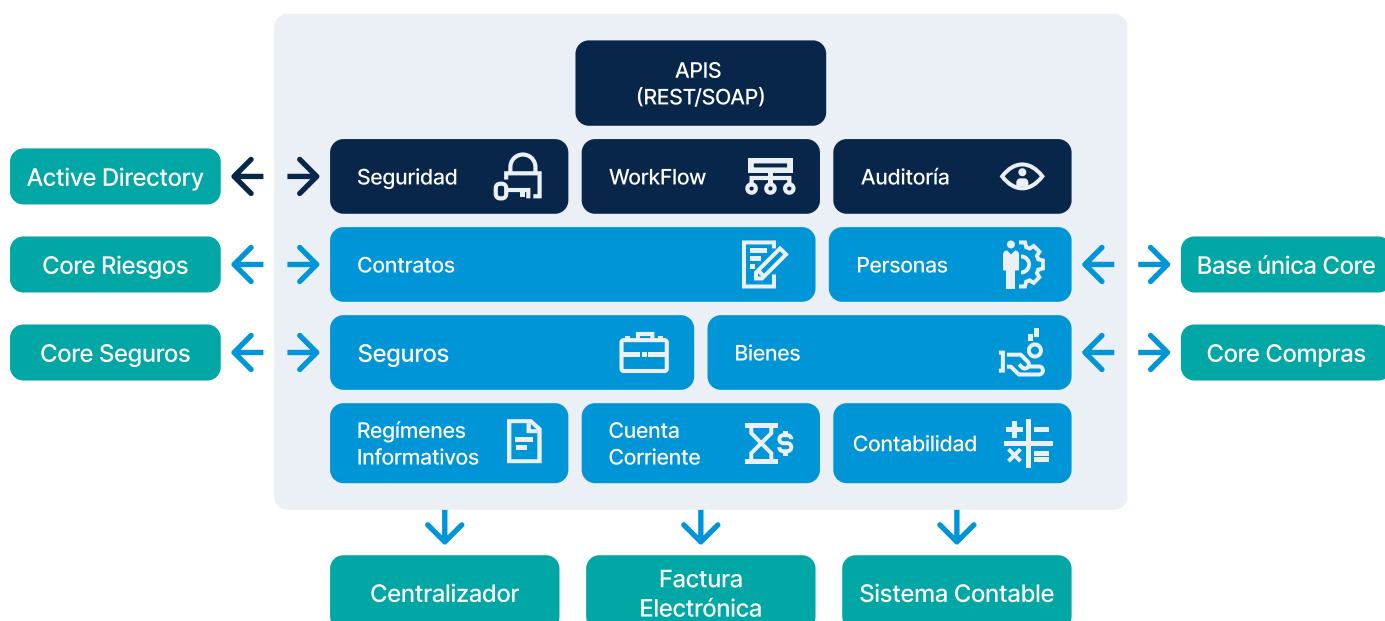 APIS
(REST/SOAP)
Active Directory
Seguridad
WorkFlow
Auditoría
Core Riesgos
Contratos
Personas
Base única Core
Core Seguros
Seguros
Bienes
Core Compras
Regímenes
Informativos
Cuenta
Corriente
Contabilidad
Centralizador
Factura
Electrónica
Sistema Contable